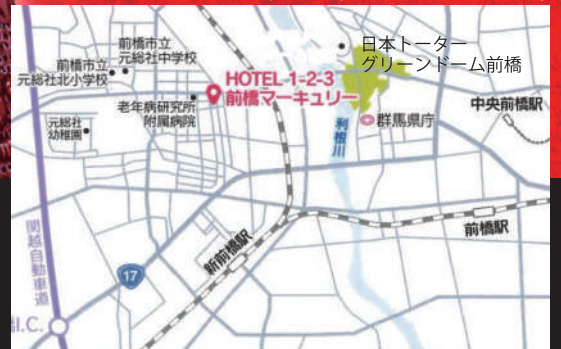 日本トーター
グリーンドーム前橋
前橋市立
元総社中学校
前橋市立
元総社北小学校
HOTEL 1-2-3
前橋マーキュリー
老年病研究所
附属病院
元総社
幼稚園
中央前橋駅
群馬県庁
利根川
前橋駅
新前橋駅
関越自動車道
17
I.C.